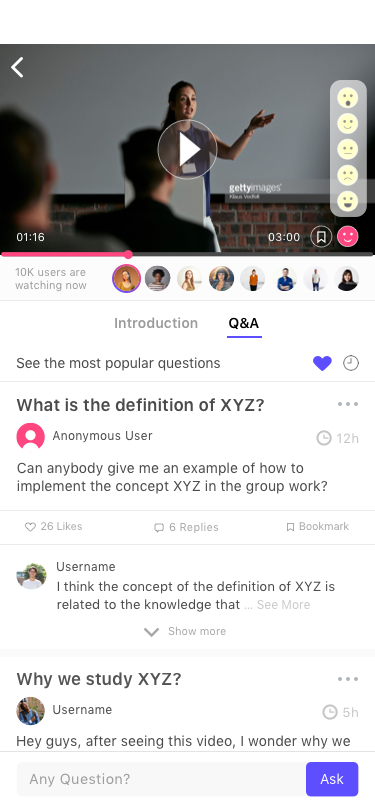 gettyimages®
Klaus Vedfelt
01:16
03:00
10K users are
watching now
Introduction
Q&A
See the most popular questions
What is the definition of XYZ?
Anonymous User
12h
Can anybody give me an example of how to
implement the concept XYZ in the group work?
26 Likes
6 Replies
Bookmark
Username
I think the concept of the definition of XYZ is
related to the knowledge that ... See More
Show more
Why we study XYZ?
Username
5h
Hey guys, after seeing this video, I wonder why we
Any Question?
Ask